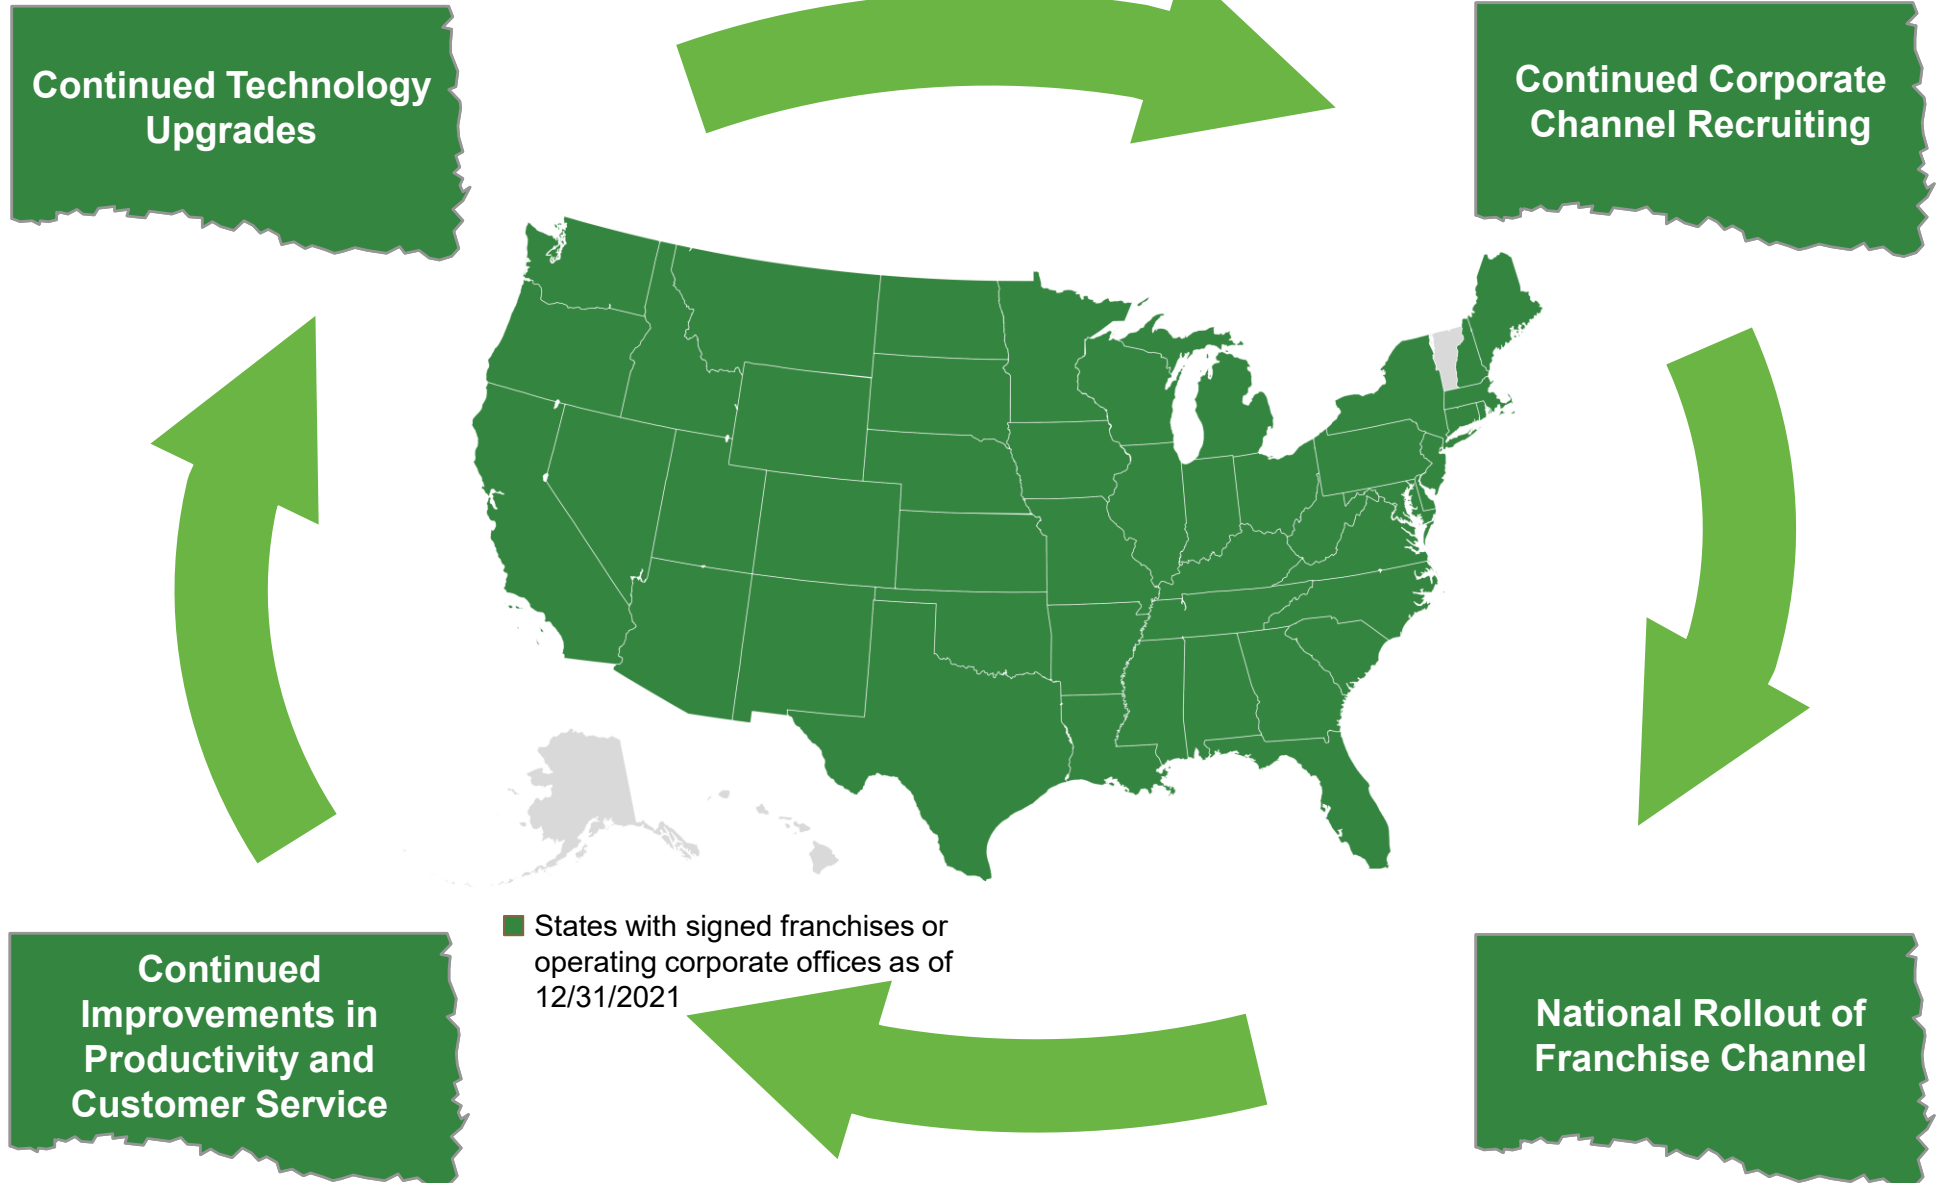 Continued Technology
Upgrades
Continued Corporate
Channel Recruiting
States with signed franchises or
operating corporate offices as of
12/31/2021
Continued
Improvements in
Productivity and
Customer Service
National Rollout of
Franchise Channel